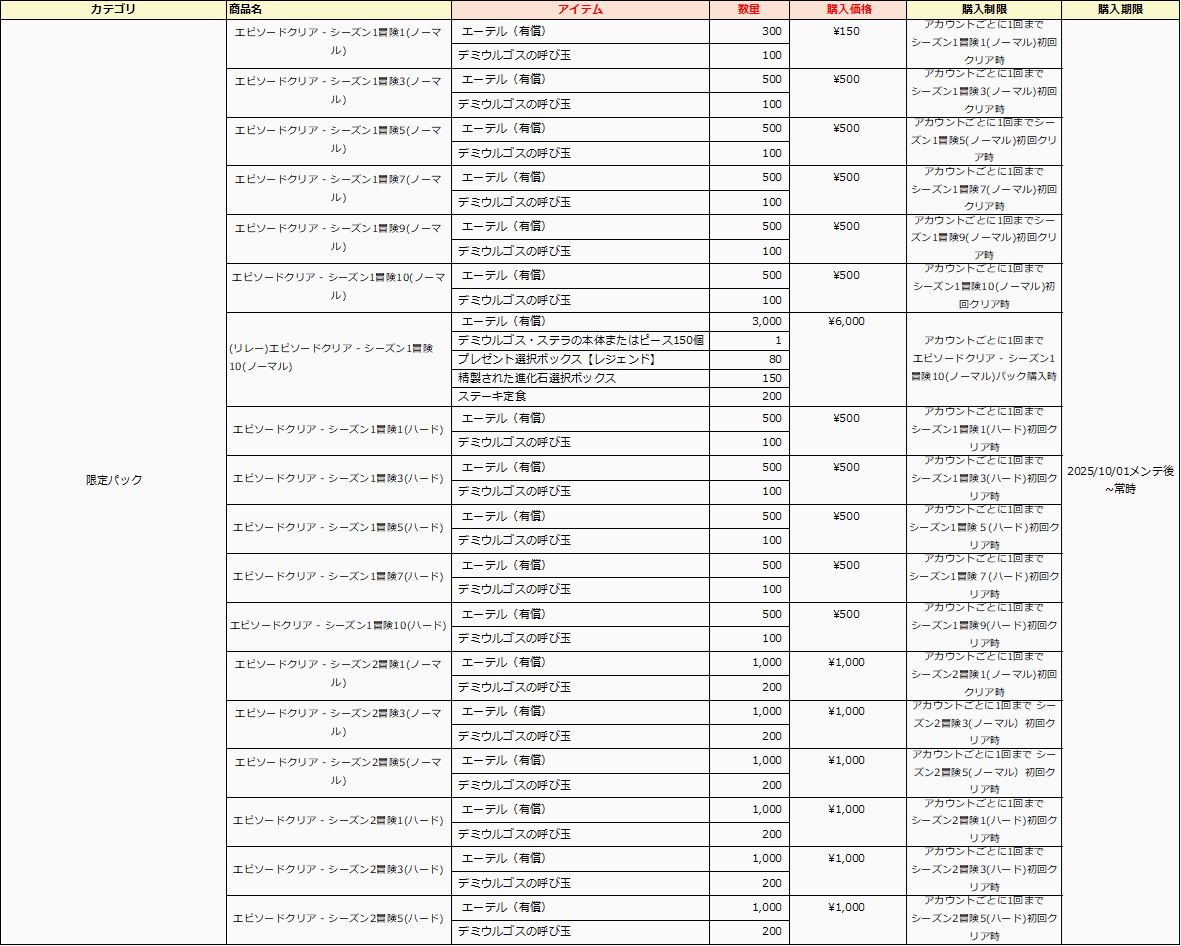 カテゴリ 商品名 アイテム 数量 購入価格 購入制限 購入期限
限定パック
2025/10/01メンテ後
~常時
エピソードクリア - シーズン1冒険1(ノーマ
ル)
エーテル（有償） 300 ¥150
デミウルゴスの呼び玉 100
アカウントごとに1回まで
シーズン1冒険1(ノーマル)初回
クリア時
エピソードクリア - シーズン1冒険3(ノーマ
ル)
エーテル（有償） 500 ¥500
デミウルゴスの呼び玉 100
アカウントごとに1回まで
シーズン1冒険3(ノーマル)初回
クリア時
エピソードクリア - シーズン1冒険5(ノーマ
ル)
エーテル（有償） 500 ¥500
デミウルゴスの呼び玉 100
アカウントごとに1回までシー
ズン1冒険5(ノーマル)初回クリ
ア時
エピソードクリア - シーズン1冒険7(ノーマ
ル)
エーテル（有償） 500 ¥500
デミウルゴスの呼び玉 100
アカウントごとに1回まで
シーズン1冒険7(ノーマル)初回
クリア時
エピソードクリア - シーズン1冒険9(ノーマ
ル)
エーテル（有償） 500 ¥500
デミウルゴスの呼び玉 100
アカウントごとに1回までシー
ズン1冒険9(ノーマル)初回クリ
ア時
エピソードクリア - シーズン1冒険10(ノーマ
ル)
エーテル（有償） 500 ¥500
デミウルゴスの呼び玉 100
アカウントごとに1回まで
シーズン1冒険10(ノーマル)初
回クリア時
(リレー)エピソードクリア - シーズン1冒険
10(ノーマル)
エーテル（有償） 3,000 ¥6,000
デミウルゴス・ステラの本体またはピース150個 1
プレゼント選択ボックス【レジェンド】 80
精製された進化石選択ボックス 150
ステーキ定食 200
アカウントごとに1回まで
エピソードクリア - シーズン1
冒険10(ノーマル)パック購入時
エピソードクリア - シーズン1冒険1(ハード)
エーテル（有償） 500 ¥500
デミウルゴスの呼び玉 100
アカウントごとに1回まで
シーズン1冒険1(ハード)初回ク
リア時
エピソードクリア - シーズン1冒険3(ハード)
エーテル（有償） 500 ¥500
デミウルゴスの呼び玉 100
アカウントごとに1回まで
シーズン1冒険3(ハード)初回ク
リア時
エピソードクリア - シーズン1冒険5(ハード)
エーテル（有償） 500 ¥500
デミウルゴスの呼び玉 100
アカウントごとに1回まで
シーズン1冒険５(ハード)初回ク
リア時
エピソードクリア - シーズン1冒険7(ハード)
エーテル（有償） 500 ¥500
デミウルゴスの呼び玉 100
アカウントごとに1回まで
シーズン1冒険７(ハード)初回ク
リア時
エピソードクリア - シーズン1冒険10(ハード)
エーテル（有償） 500 ¥500
デミウルゴスの呼び玉 100
アカウントごとに1回まで
シーズン1冒険9(ハード)初回ク
リア時
エピソードクリア - シーズン2冒険1(ノーマ
ル)
エーテル（有償） 1,000 ¥1,000
デミウルゴスの呼び玉 200
アカウントごとに1回まで
シーズン2冒険1(ノーマル)初回
クリア時
エピソードクリア - シーズン2冒険3(ノーマ
ル)
エーテル（有償） 1,000 ¥1,000
デミウルゴスの呼び玉 200
アカウントごとに1回まで シー
ズン2冒険3(ノーマル）初回ク
リア時
エピソードクリア - シーズン2冒険5(ノーマ
ル)
エーテル（有償） 1,000 ¥1,000
デミウルゴスの呼び玉 200
アカウントごとに1回まで シー
ズン2冒険5(ノーマル）初回ク
リア時
エピソードクリア - シーズン2冒険1(ハード)
エーテル（有償） 1,000 ¥1,000
デミウルゴスの呼び玉 200
アカウントごとに1回まで
シーズン2冒険1(ハード)初回ク
リア時
エピソードクリア - シーズン2冒険3(ハード)
エーテル（有償） 1,000 ¥1,000
デミウルゴスの呼び玉 200
アカウントごとに1回まで
シーズン2冒険3(ハード)初回ク
リア時
エピソードクリア - シーズン2冒険5(ハード)
エーテル（有償） 1,000 ¥1,000
デミウルゴスの呼び玉 200
アカウントごとに1回まで
シーズン2冒険5(ハード)初回ク
リア時